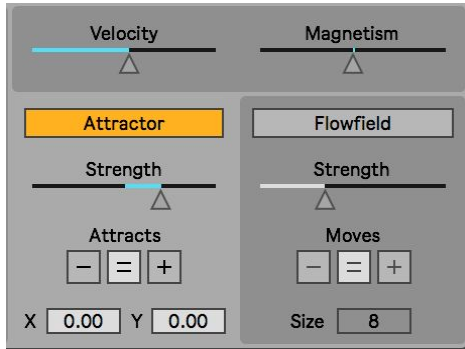 Velocity Magnetism
Attractor Flowfield
Strength Strength
Attracts Moves
− = + − = +
X 0.00 Y 0.00 Size 8